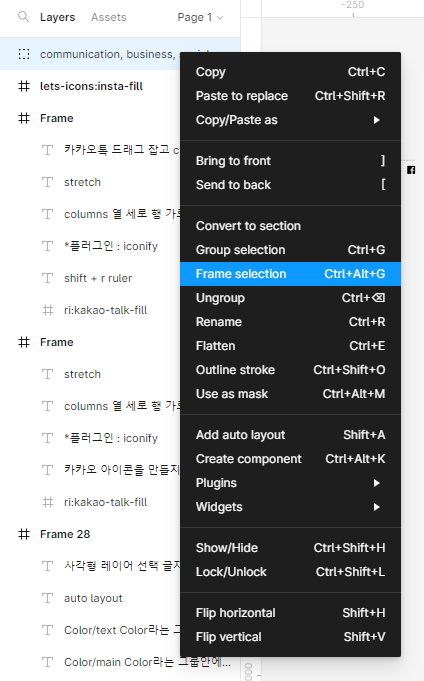 Layers
Assets
Page 1
-250
communication, business,
lets-icons:insta-fill
Frame
카카오톡 드래그 잡고
stretch
columns 열 세로 행
*플러그인 : iconify
shift + r ruler
ri:kakao-talk-fill
Frame
stretch
columns 열 세로 행
*플러그인 : iconify
카카오 아이콘을
ri:kakao-talk-fill
Frame 28
사각형 레이어 선택
auto layout
Color/text Color라는
Color/main Color라는 그룹안에...
Copy Ctrl+C
Paste to replace Ctrl+Shift+R
Copy/Paste as
Bring to front ]
Send to back [
Convert to section
Group selection Ctrl+G
Frame selection Ctrl+Alt+G
Ungroup Ctrl+⌫
Rename Ctrl+R
Flatten Ctrl+E
Outline stroke Ctrl+Shift+O
Use as mask Ctrl+Alt+M
Add auto layout Shift+A
Create component Ctrl+Alt+K
Plugins
Widgets
Show/Hide Ctrl+Shift+H
Lock/Unlock Ctrl+Shift+L
Flip horizontal Shift+H
Flip vertical Shift+V